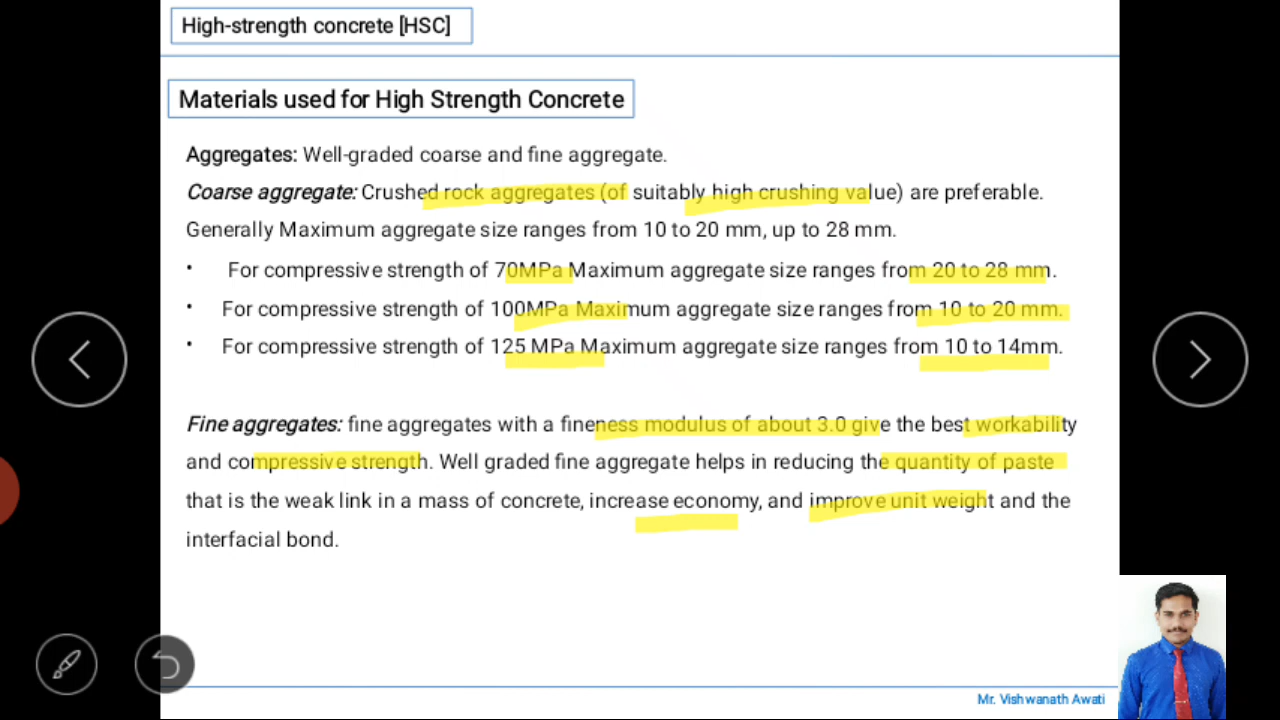 High-strength concrete [HSC]
Materials used for High Strength Concrete
Aggregates: Well-graded coarse and fine aggregate.
Coarse aggregate: Crushed rock aggregates (of suitably high crushing value) are preferable.
Generally Maximum aggregate size ranges from 10 to 20 mm, up to 28 mm.
• For compressive strength of 70MPa Maximum aggregate size ranges from 20 to 28 mm.
• For compressive strength of 100MPa Maximum aggregate size ranges from 10 to 20 mm.
• For compressive strength of 125 MPa Maximum aggregate size ranges from 10 to 14mm.
Fine aggregates: fine aggregates with a fineness modulus of about 3.0 give the best workability
and compressive strength. Well graded fine aggregate helps in reducing the quantity of paste
that is the weak link in a mass of concrete, increase economy, and improve unit weight and the
interfacial bond.
Mr. Vishwanath Awati